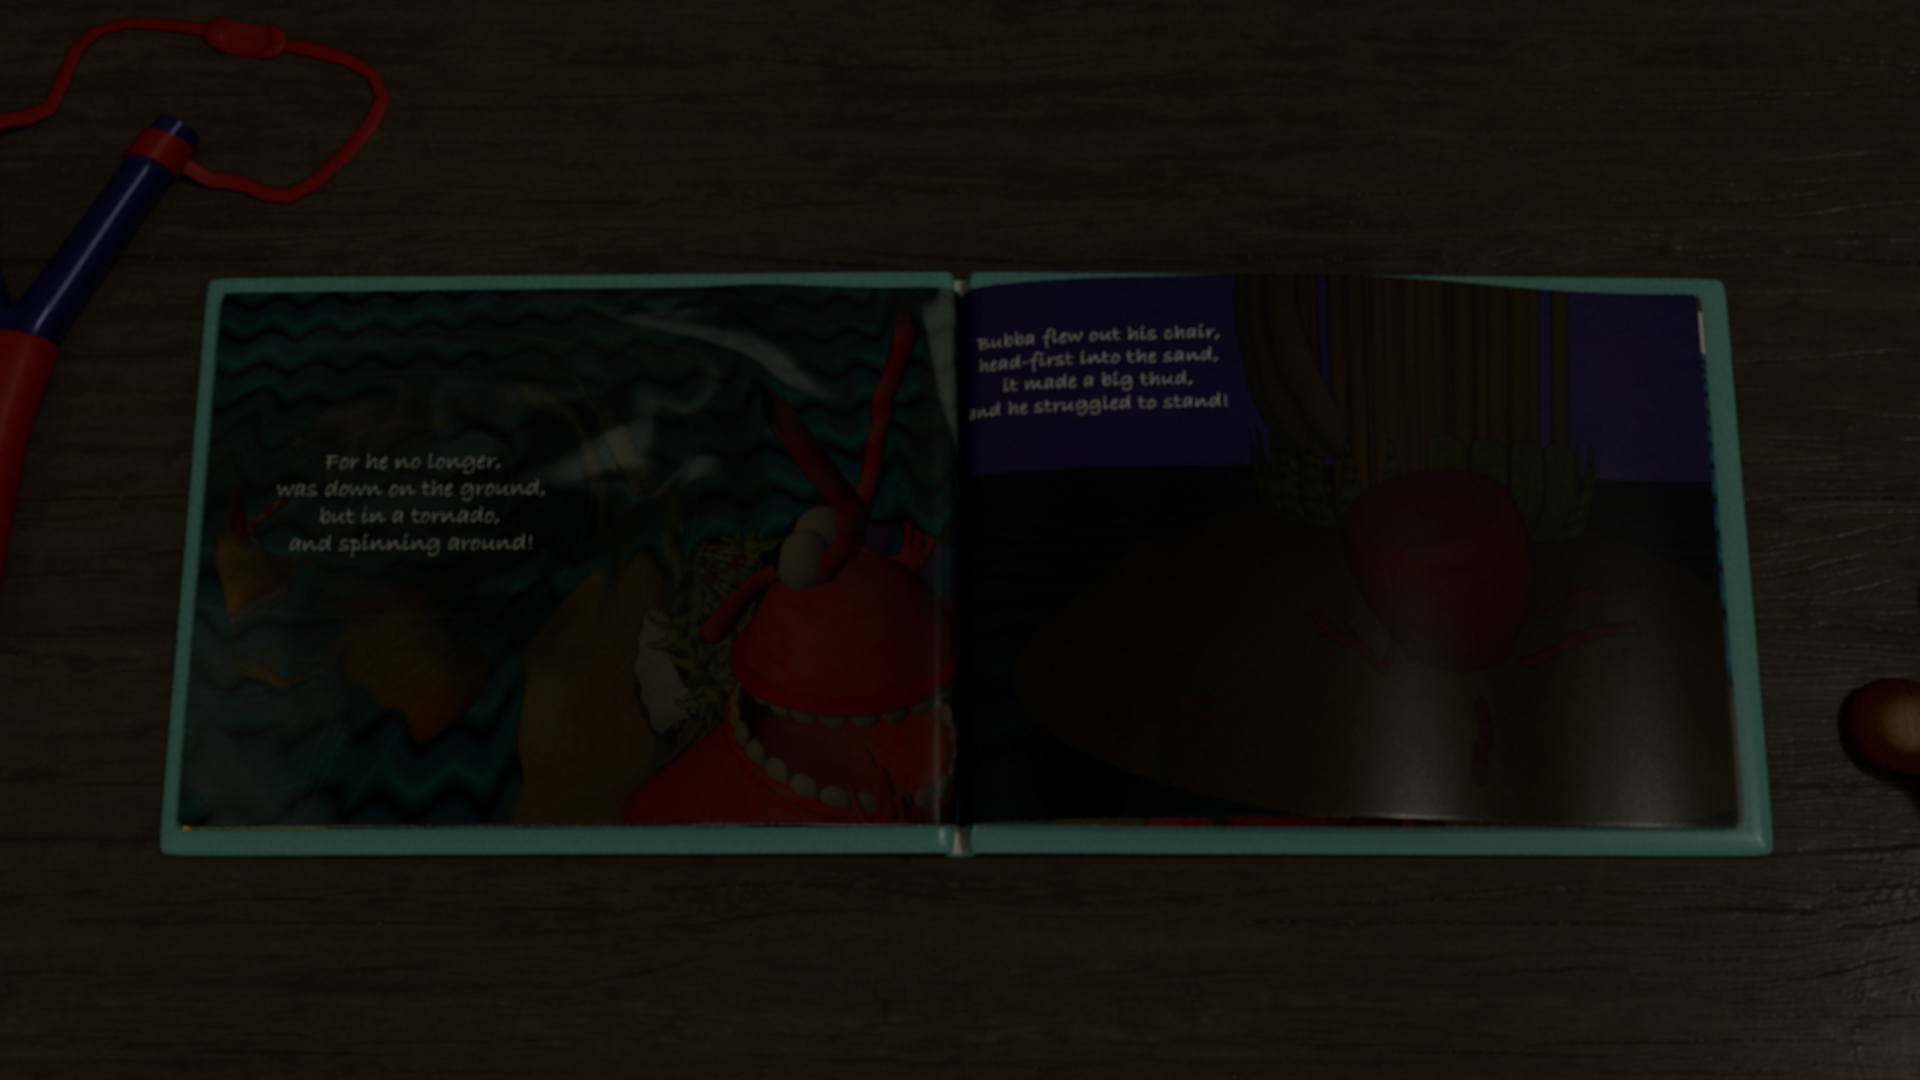 For he no longer,
was down on the ground,
but in a tornado,
and spinning around!
Bubba flew out his chair,
head-first into the sand,
it made a big thud,
and he struggled to stand!